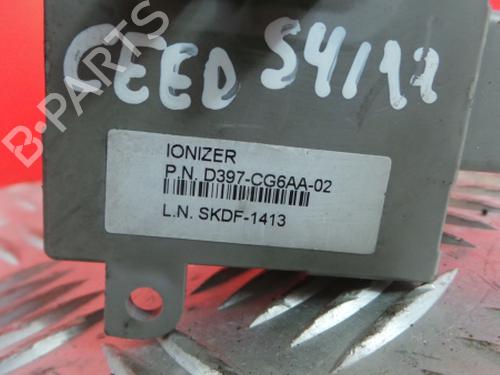 CEED S4/12
IONIZER
P.N. D397-CG6AA-02
L.N. SKDF-1413
B-PARTS